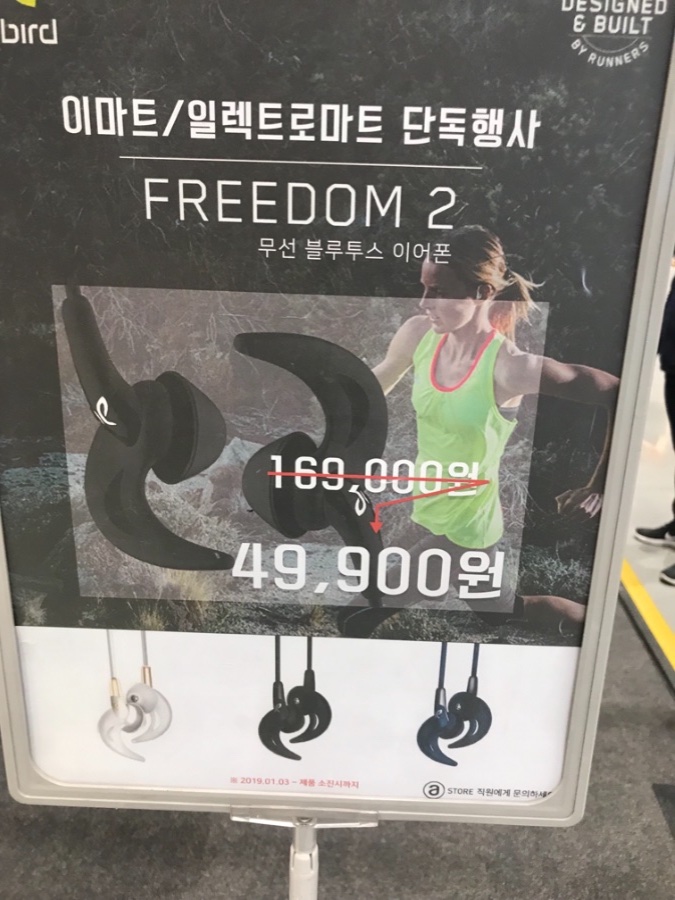 bird
DESIGNED
& BUILT
BY RUNNERS
이마트/일렉트로마트 단독행사
FREEDOM 2
무선 블루투스 이어폰
169,000원
49,900원
※ 2019.01.03 ~ 제품 소진시까지
a STORE 직원에게 문의하세